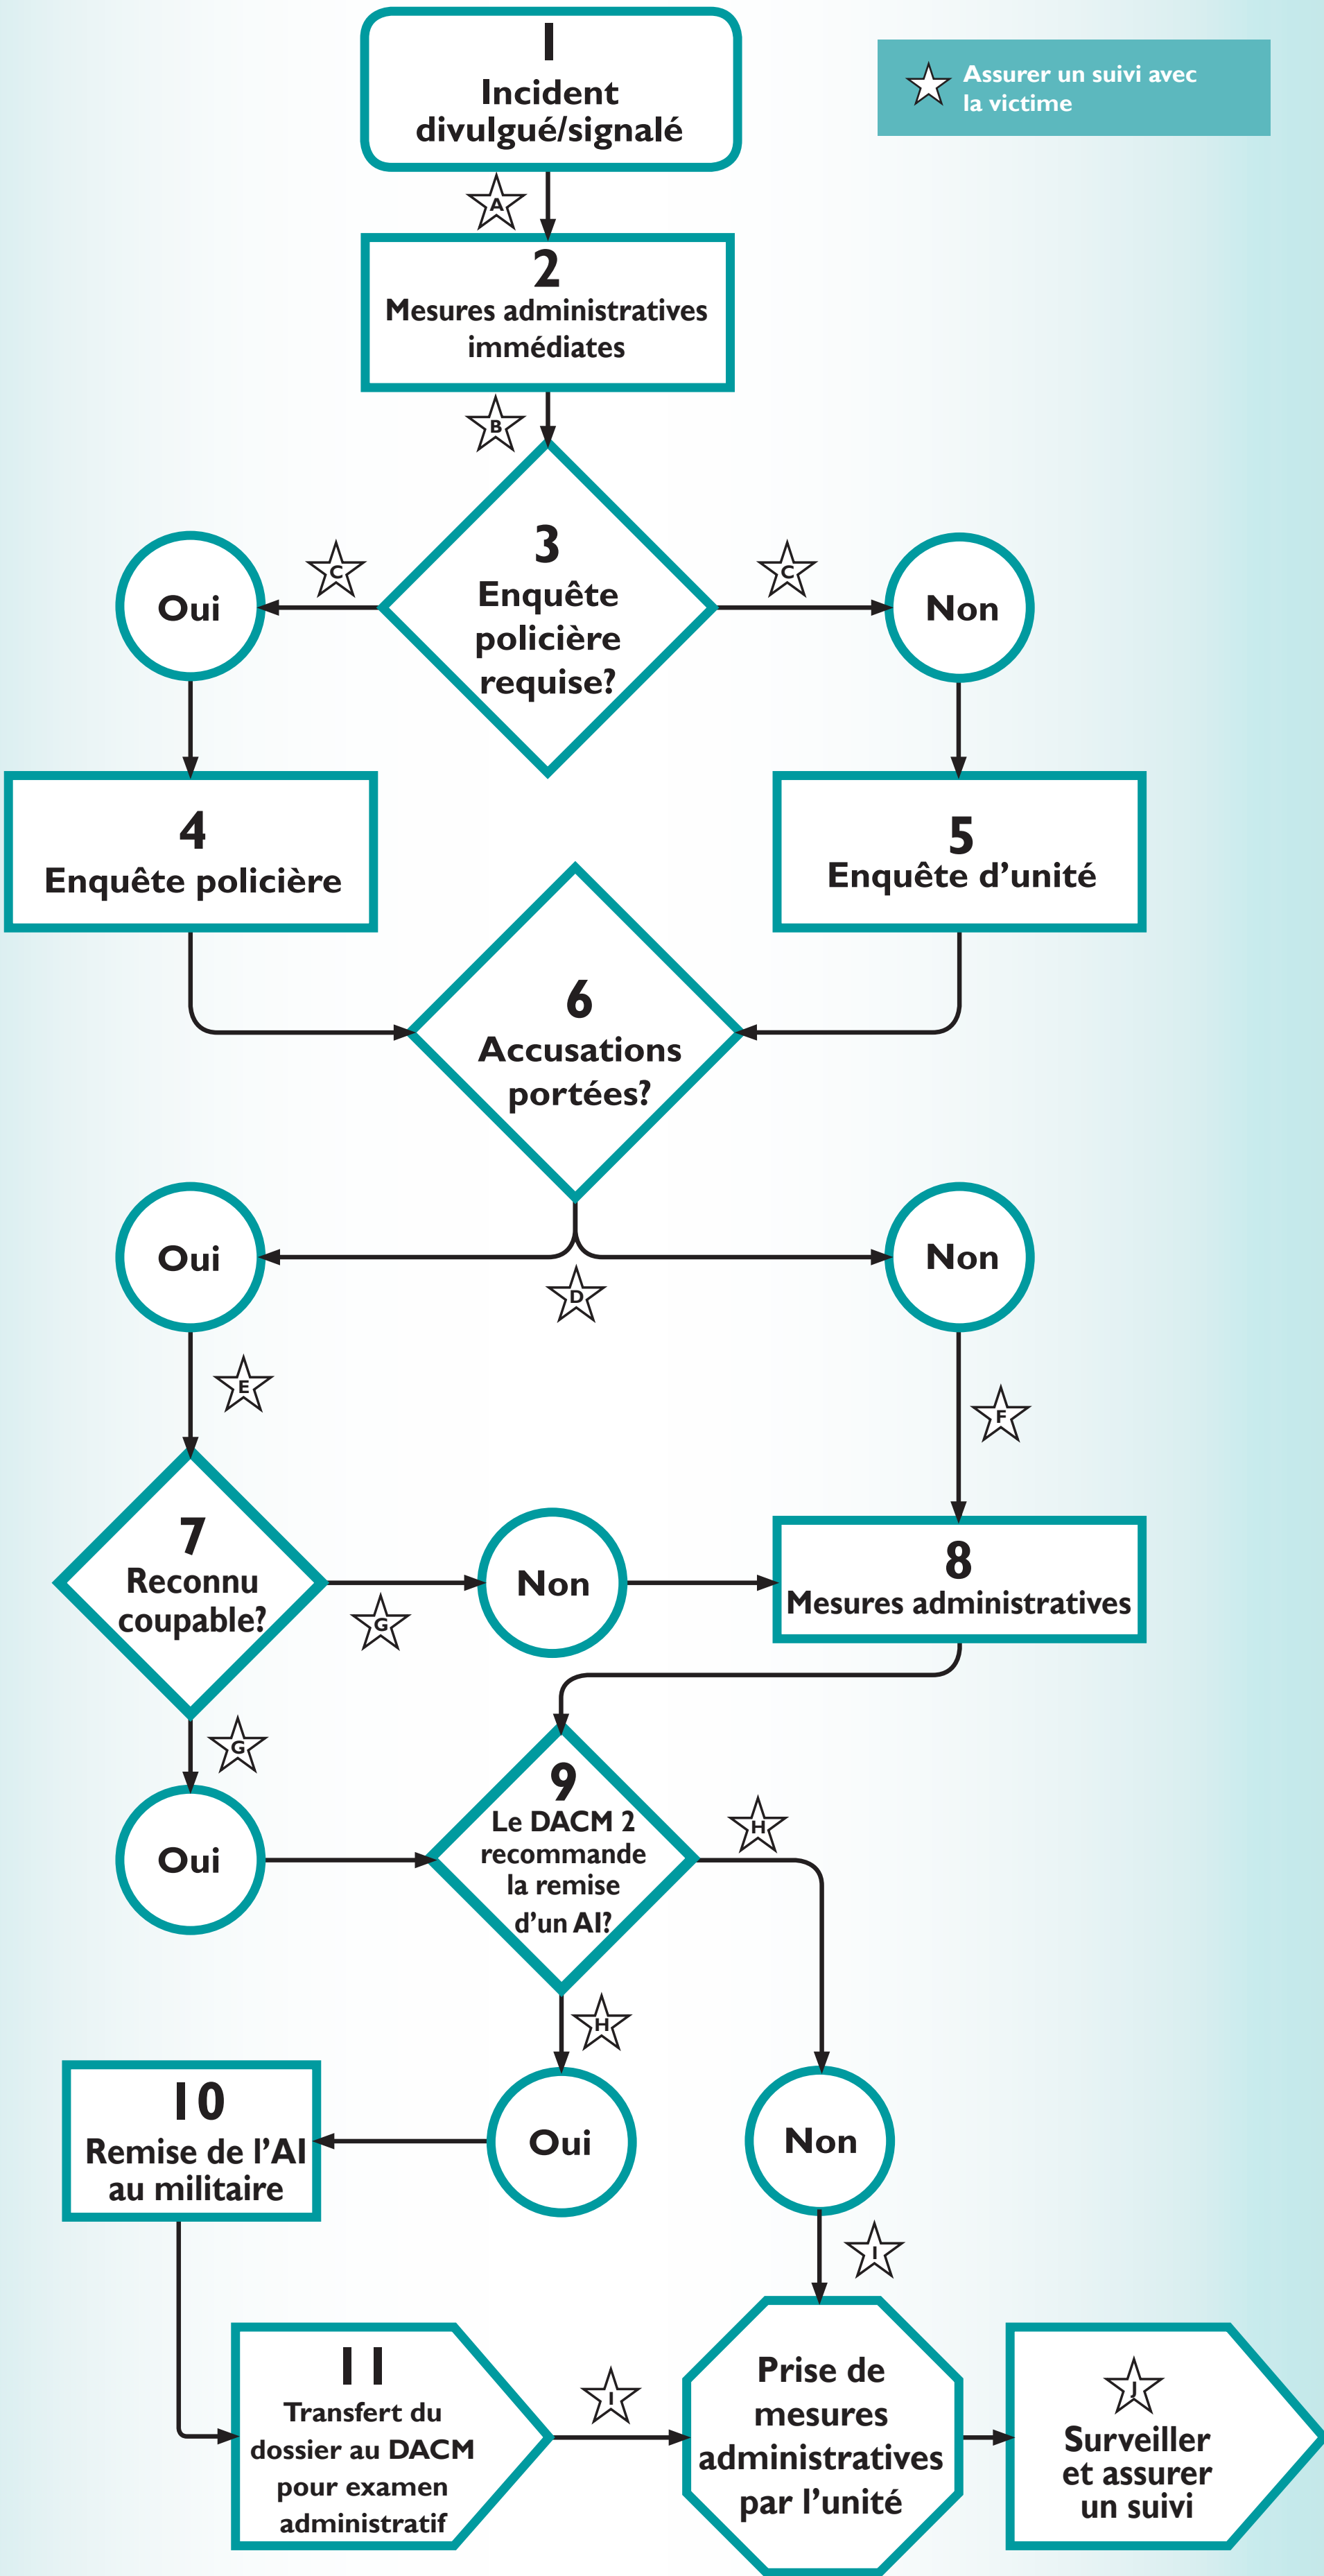 1
Incident
divulgué/signalé
Assurer un suivi avec
la victime
A
2
Mesures administratives
immédiates
B
3
Enquête
policière
requise?
C
C
Oui
Non
4
Enquête policière
5
Enquête d’unité
6
Accusations
portées?
Oui
Non
D
E
F
7
Reconnu
coupable?
G
Non
8
Mesures administratives
G
Oui
9
Le DACM 2
recommande
la remise
d’un AI?
H
H
10
Remise de l’AI
au militaire
Oui
Non
I
11
Transfert du
dossier au DACM
pour examen
administratif
I
Prise de
mesures
administratives
par l’unité
J
Surveiller
et assurer
un suivi